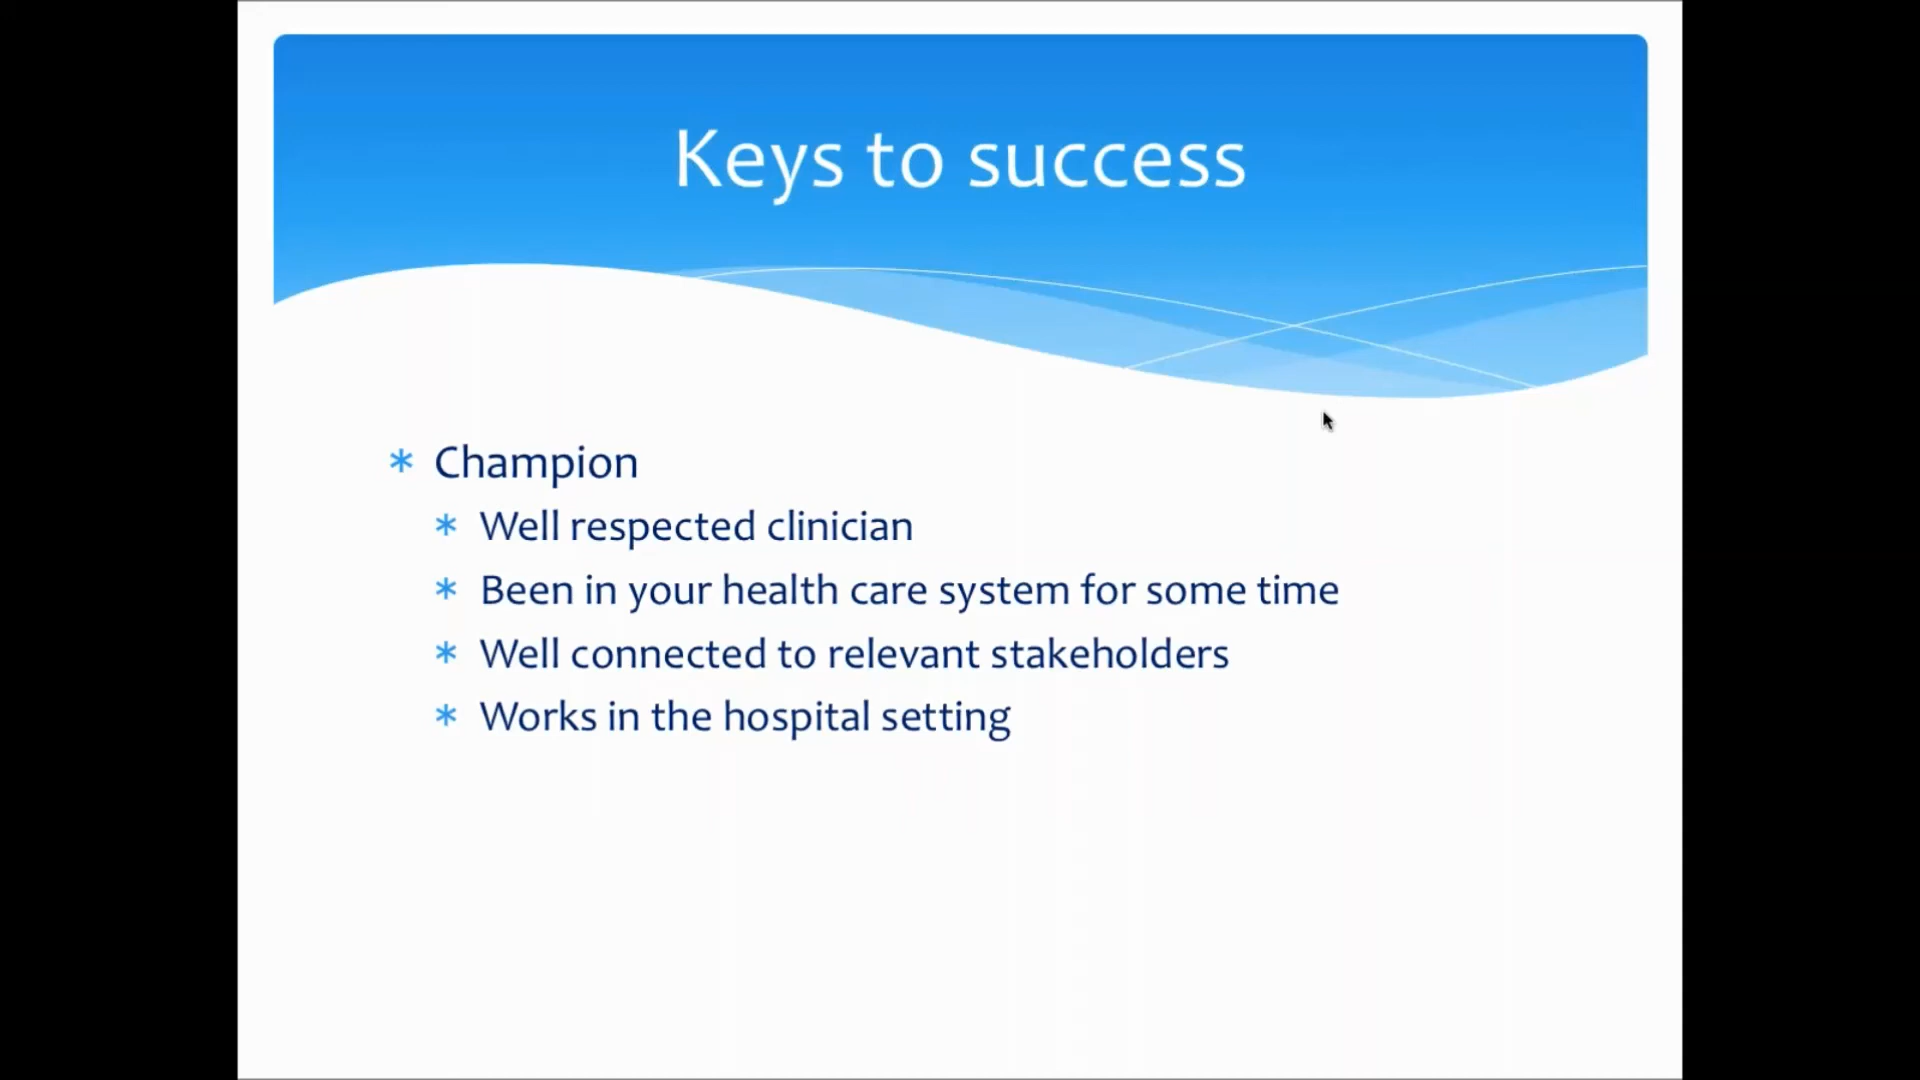 Keys to success
* Champion
* Well respected clinician
* Been in your health care system for some time
* Well connected to relevant stakeholders
* Works in the hospital setting